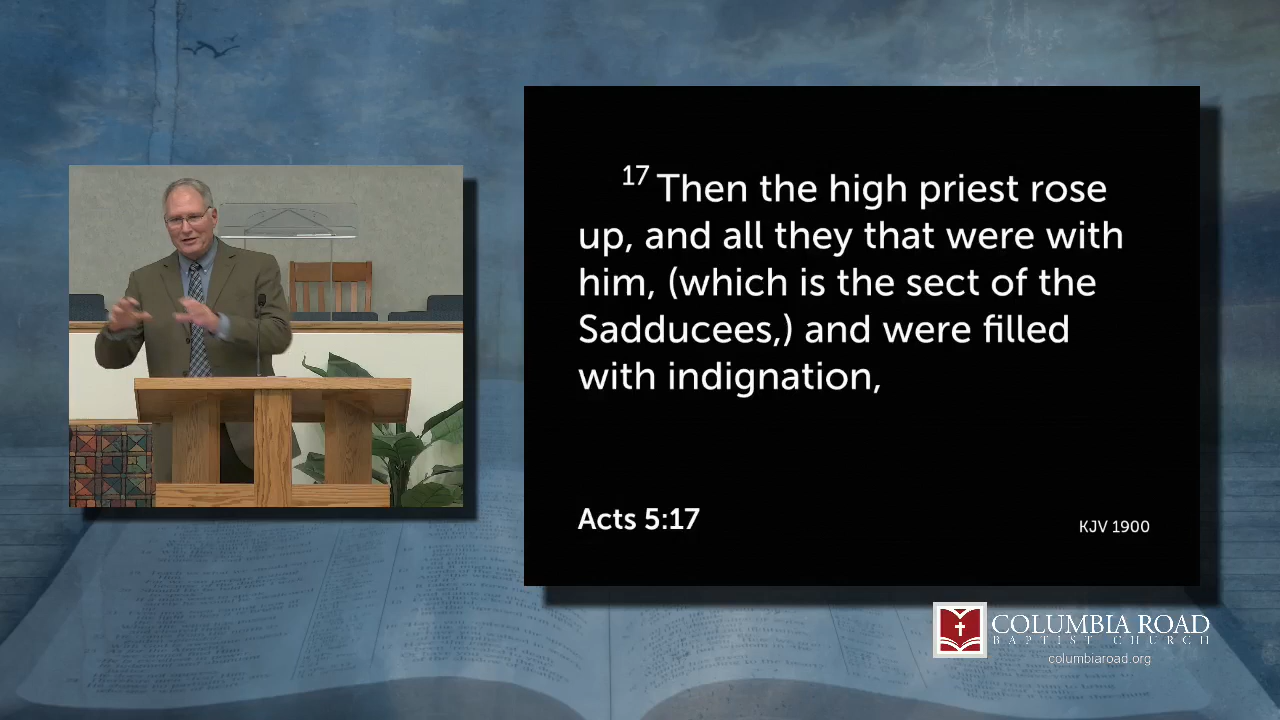 17 Then the high priest rose
up, and all they that were with
him, (which is the sect of the
Sadducees,) and were filled
with indignation,
Acts 5:17
KJV 1900
COLUMBIA ROAD
BAPTIST CHURCH
columbiaroad.org